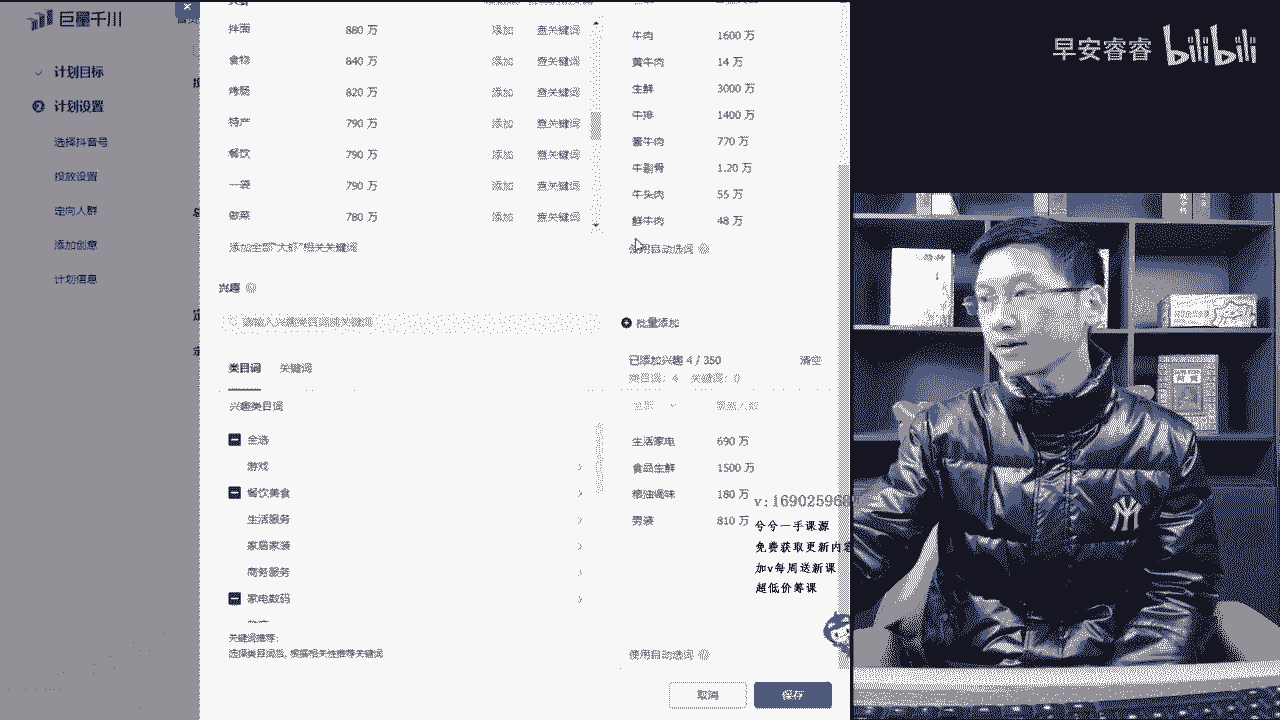 巨量千川
计划目标
计划设置
选择抖音号
投放设置
定向人群
添加创意
计划信息
拌面 880 万 添加 查关键词
食物 840 万 添加 查关键词
烤肠 820 万 添加 查关键词
特产 790 万 添加 查关键词
餐饮 790 万 添加 查关键词
一袋 790 万 添加 查关键词
做菜 780 万 添加 查关键词
添加全部“大虾”相关关键词
牛肉 1600 万
黄牛肉 14 万
生鲜 3000 万
牛排 1400 万
酱牛肉 770 万
牛霸骨 1.20 万
牛头肉 55 万
鲜牛肉 48 万
使用自动选词
兴趣
请输入兴趣类目词或关键词
批量添加
类目词 关键词
已添加兴趣 4 / 350 清空
类目词：4 关键词：0
兴趣类目词
全选
游戏
餐饮美食
生活服务
家居家装
商务服务
家电数码
生活家电 690 万
食品生鲜 1500 万
粮油调味 180 万
男装 810 万
关键词推荐：
选择类目词后，根据相关性推荐关键词
使用自动选词
取消 保存
早安睿睿 bilibili
v:169025968
兮兮一手课源
免费获取更新内容
加v每周送新课
超低价筹课